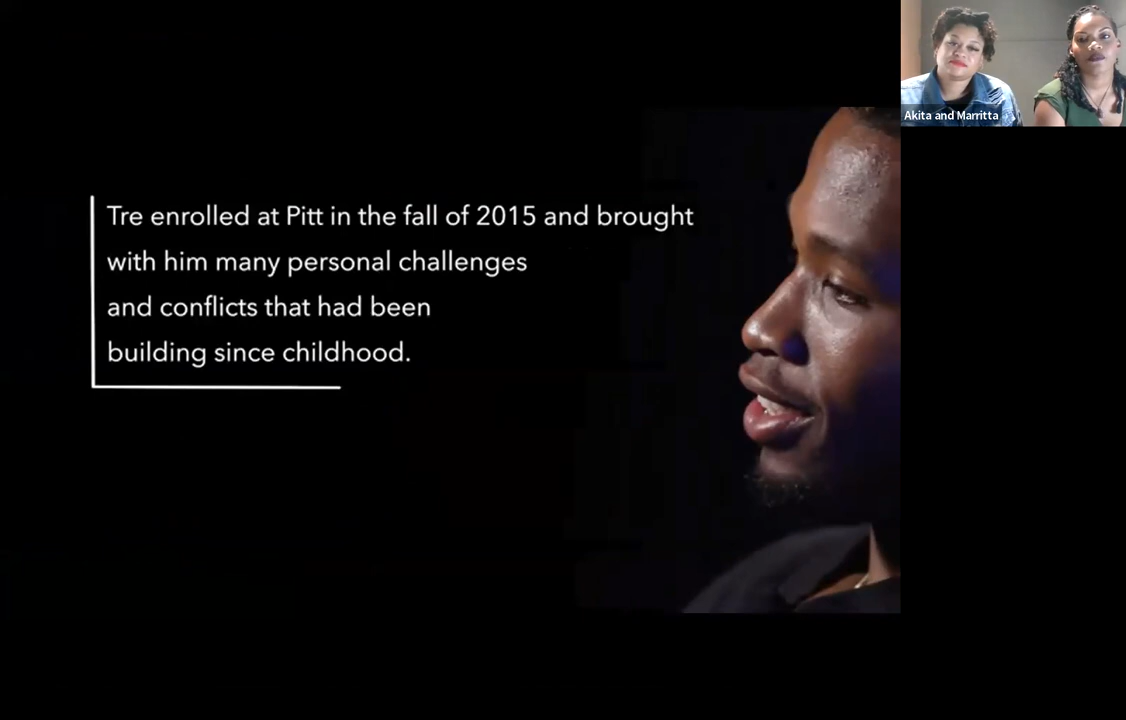 Akita and Marritta
Tre enrolled at Pitt in the fall of 2015 and brought
with him many personal challenges
and conflicts that had been
building since childhood.